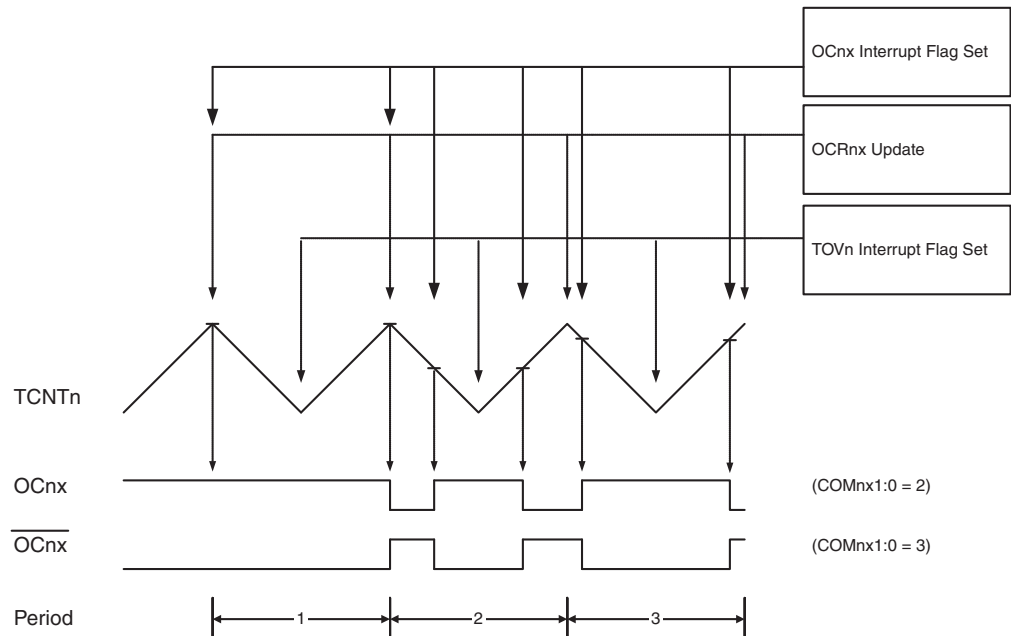 OCnx Interrupt Flag Set
OCRnx Update
TOVn Interrupt Flag Set
TCNTn
OCnx
(COMnx1:0 = 2)
OCnx
(COMnx1:0 = 3)
Period
1
2
3